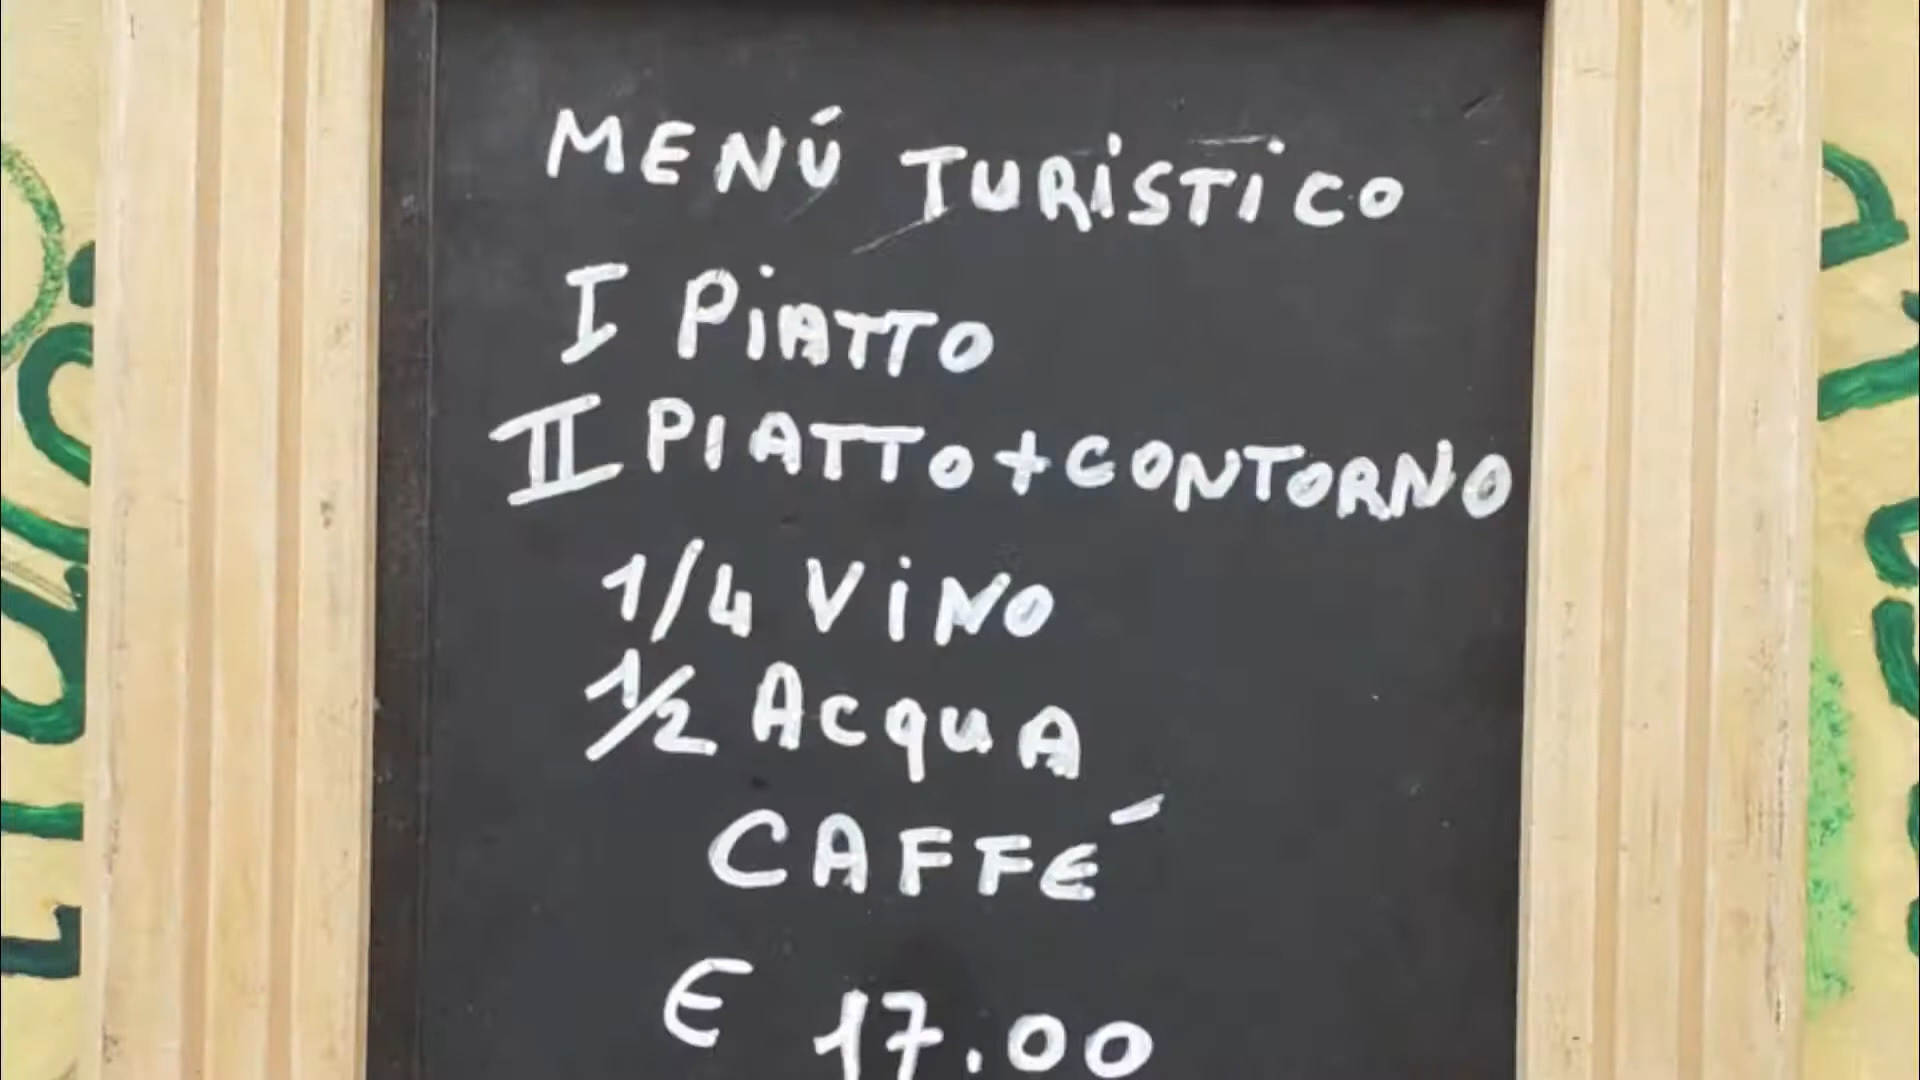 MENÚ TURISTICO
I PIATTO
II PIATTO+CONTORNO
1/4 VINO
1/2 ACQUA
CAFFÉ
€ 17.00